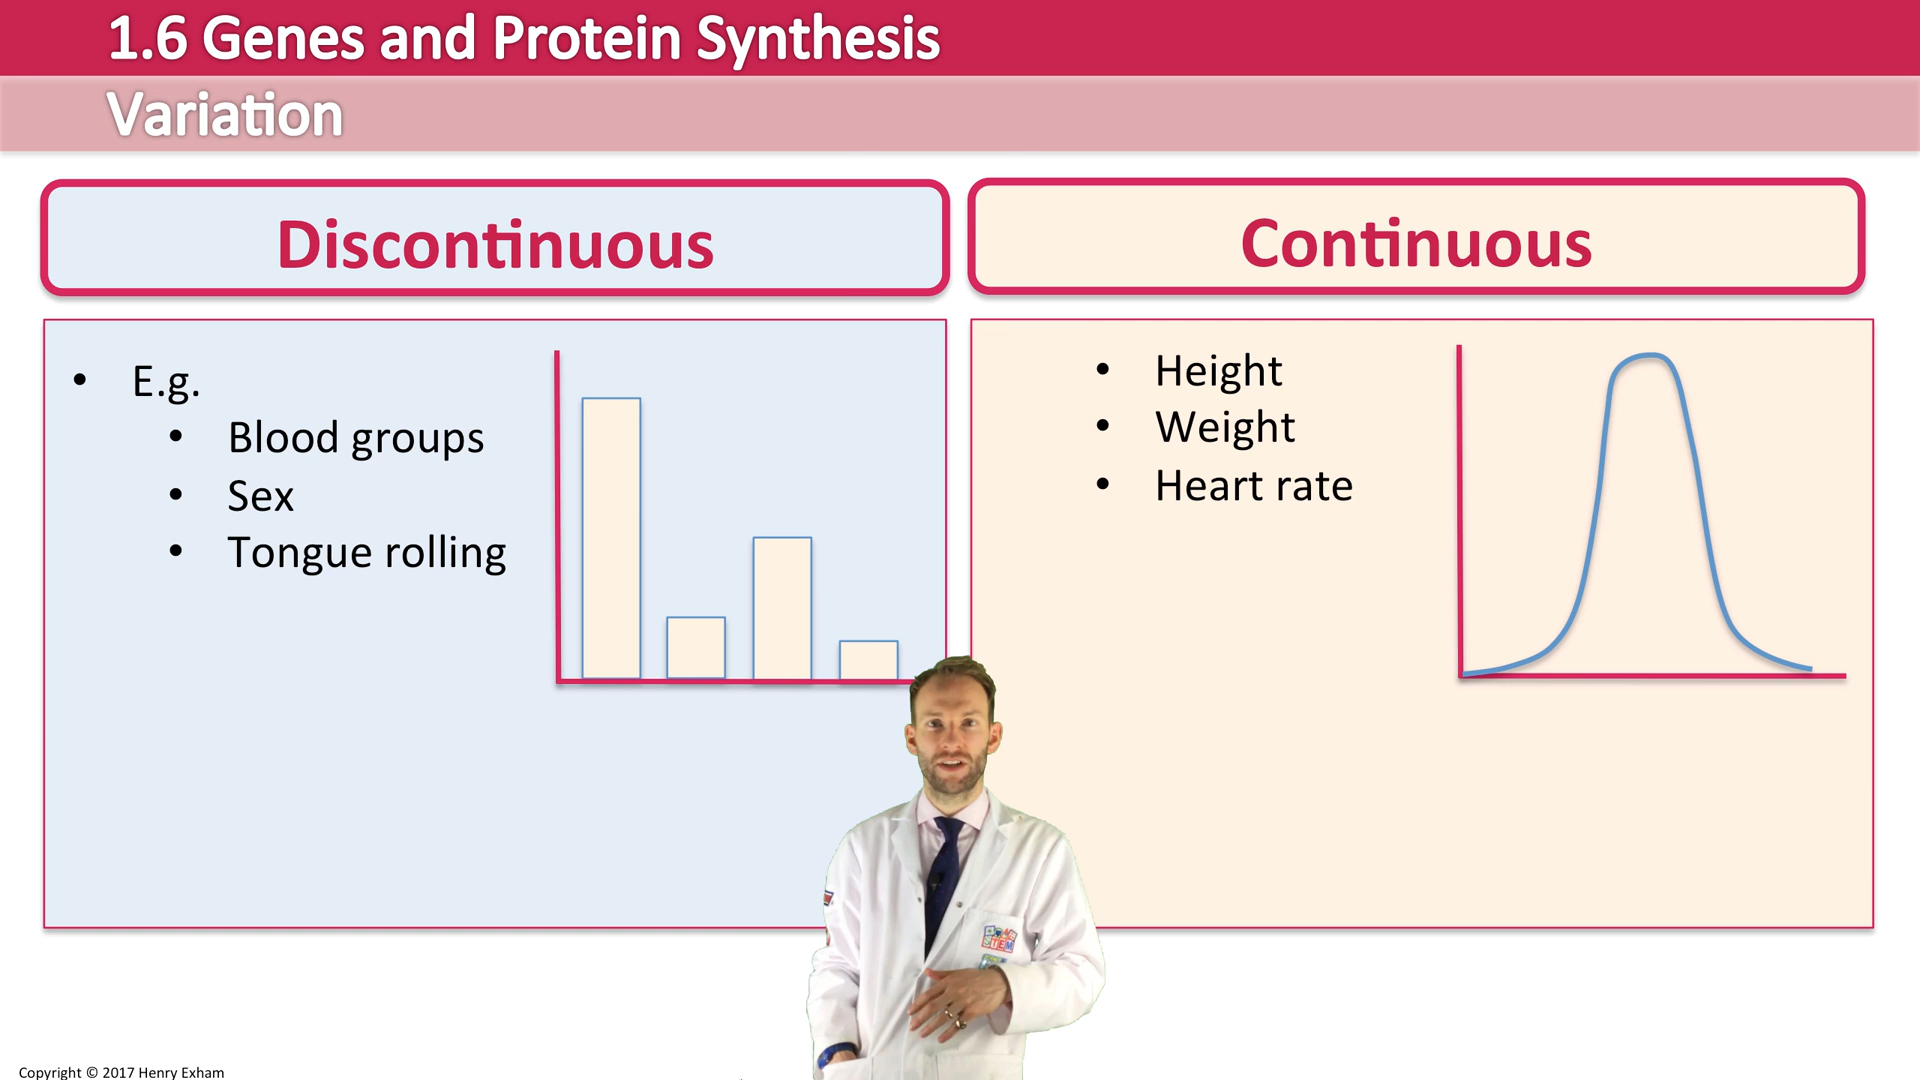 1.6 Genes and Protein Synthesis
Variation
Discontinuous
• E.g.
• Blood groups
• Sex
• Tongue rolling
Continuous
• Height
• Weight
• Heart rate
STEM
Copyright © 2017 Henry Exham